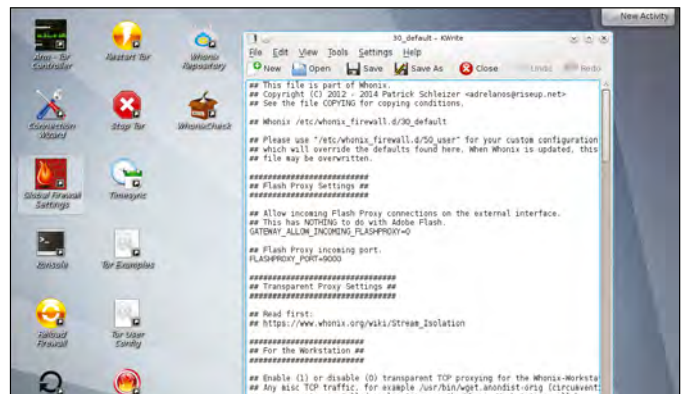 New Activity
Arm - Tor
Controller
Restart Tor
Whonix
Repository
Connection
Wizard
Stop Tor
WhonixCheck
Global Firewall
Settings
Timesync
Konsole
Tor Examples
Reload
Firewall
Tor User
Config
30_default - KWrite
File Edit View Tools Settings Help
New Open Save Save As Close Undo Redo
## This file is part of Whonix.
## Copyright (C) 2012 - 2014 Patrick Schleizer <adrelanos@riseup.net>
## See the file COPYING for copying conditions.
## Whonix /etc/whonix_firewall.d/30_default
## Please use "/etc/whonix_firewall.d/50_user" for your custom configuration
## which will override the defaults found here. When Whonix is updated, this
## file may be overwritten.
##########################
## Flash Proxy Settings ##
##########################
## Allow incoming Flash Proxy connections on the external interface.
## This has NOTHING to do with Adobe Flash.
GATEWAY_ALLOW_INCOMING_FLASHPROXY=0
## Flash Proxy incoming port.
FLASHPROXY_PORT=9000
################################
## Transparent Proxy Settings ##
################################
## Read first:
## https://www.whonix.org/wiki/Stream_Isolation
#########################
## For the Workstation ##
#########################
## Enable (1) or disable (0) transparent TCP proxying for the Whonix-Worksta
## Any misc TCP traffic, for example /usr/bin/wget.anondist-orig (circumvent